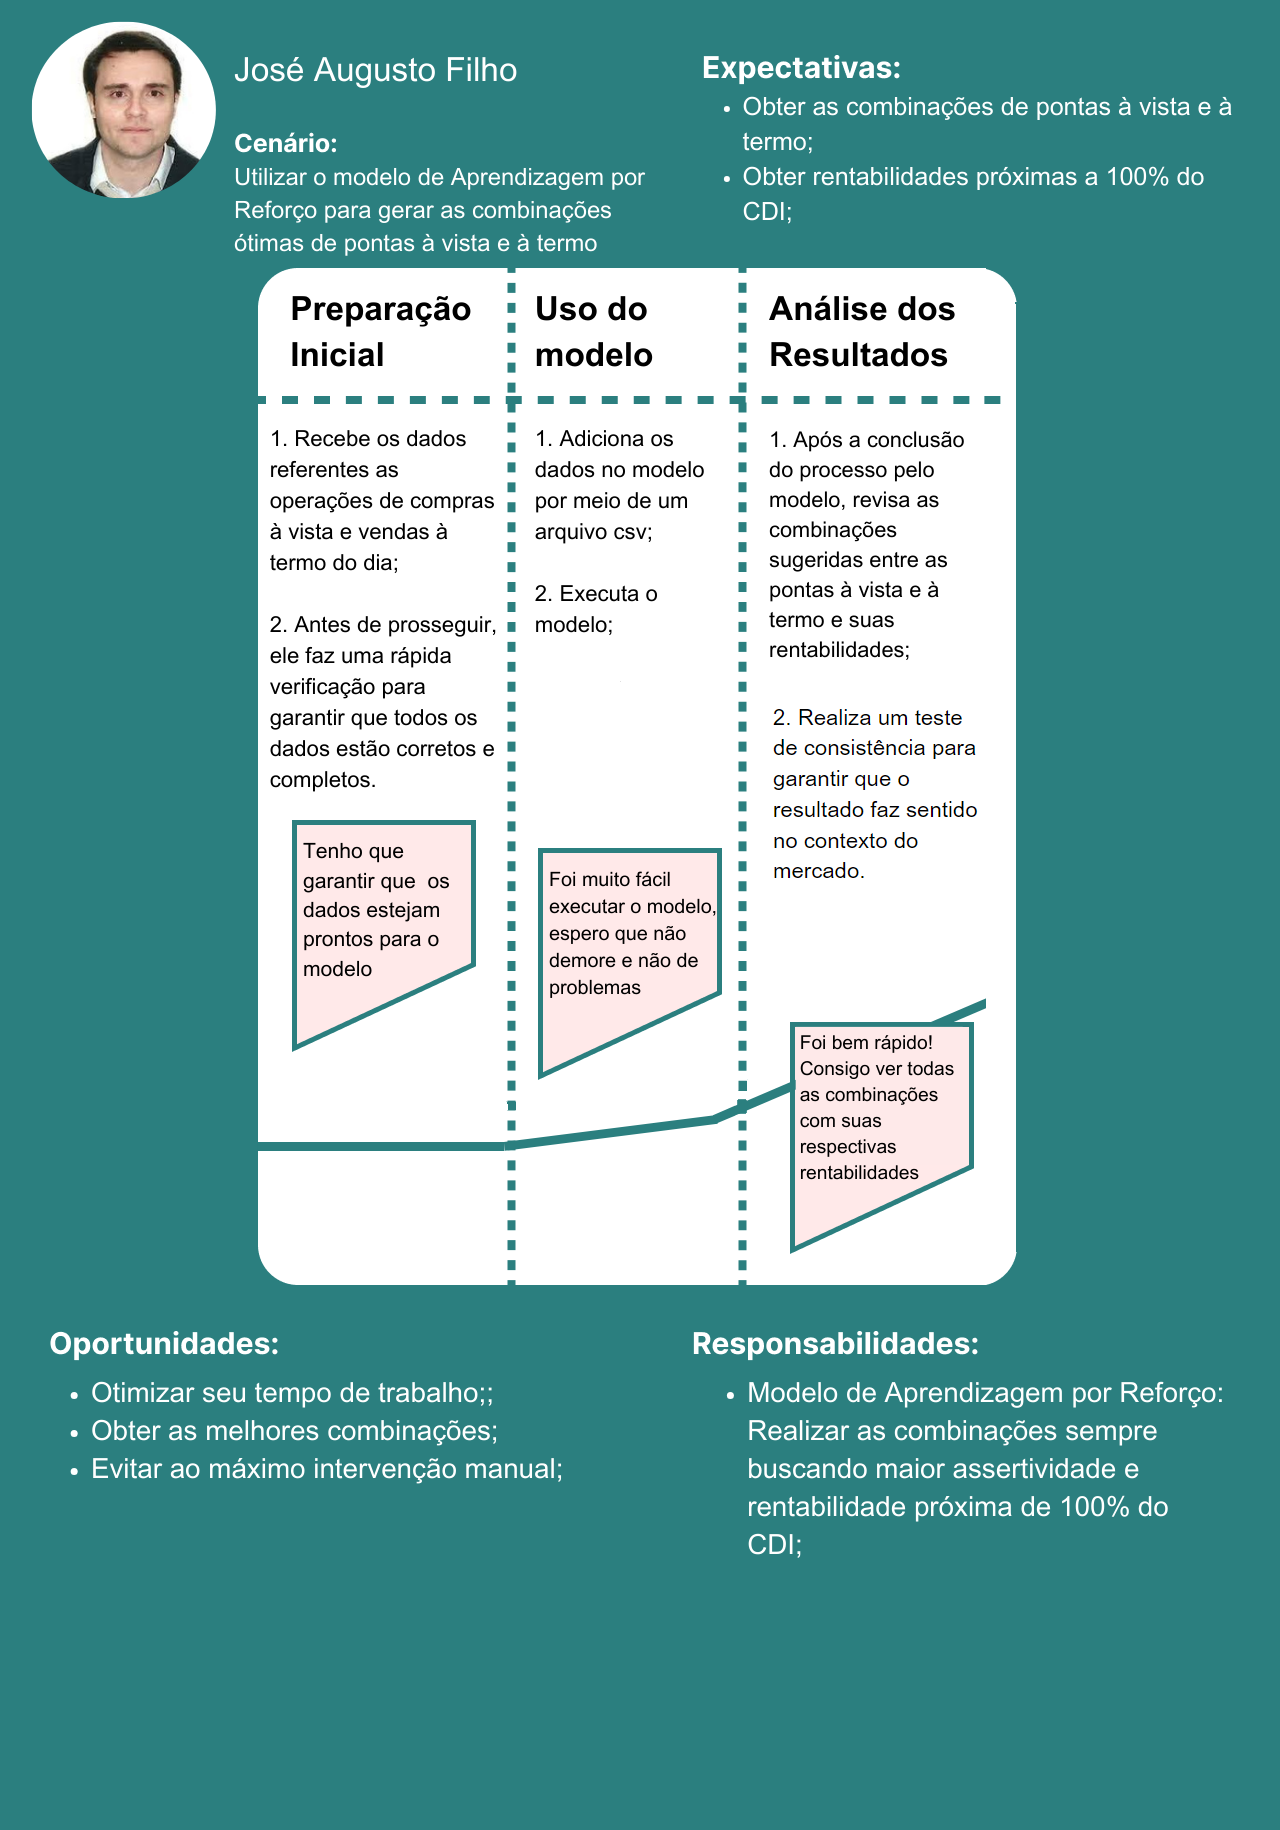 José Augusto Filho
Cenário:
Utilizar o modelo de Aprendizagem por
Reforço para gerar as combinações
ótimas de pontas à vista e à termo
Expectativas:
• Obter as combinações de pontas à vista e à
termo;
• Obter rentabilidades próximas a 100% do
CDI;
Preparação
Inicial
1. Recebe os dados
referentes as
operações de compras
à vista e vendas à
termo do dia;
2. Antes de prosseguir,
ele faz uma rápida
verificação para
garantir que todos os
dados estão corretos e
completos.
Tenho que
garantir que  os
dados estejam
prontos para o
modelo
Uso do
modelo
1. Adiciona os
dados no modelo
por meio de um
arquivo csv;
2. Executa o
modelo;
Foi muito fácil
executar o modelo,
espero que não
demore e não de
problemas
Análise dos
Resultados
1. Após a conclusão
do processo pelo
modelo, revisa as
combinações
sugeridas entre as
pontas à vista e à
termo e suas
rentabilidades;
2. Realiza um teste
de consistência para
garantir que o
resultado faz sentido
no contexto do
mercado.
Foi bem rápido!
Consigo ver todas
as combinações
com suas
respectivas
rentabilidades
Oportunidades:
• Otimizar seu tempo de trabalho;;
• Obter as melhores combinações;
• Evitar ao máximo intervenção manual;
Responsabilidades:
• Modelo de Aprendizagem por Reforço:
Realizar as combinações sempre
buscando maior assertividade e
rentabilidade próxima de 100% do
CDI;